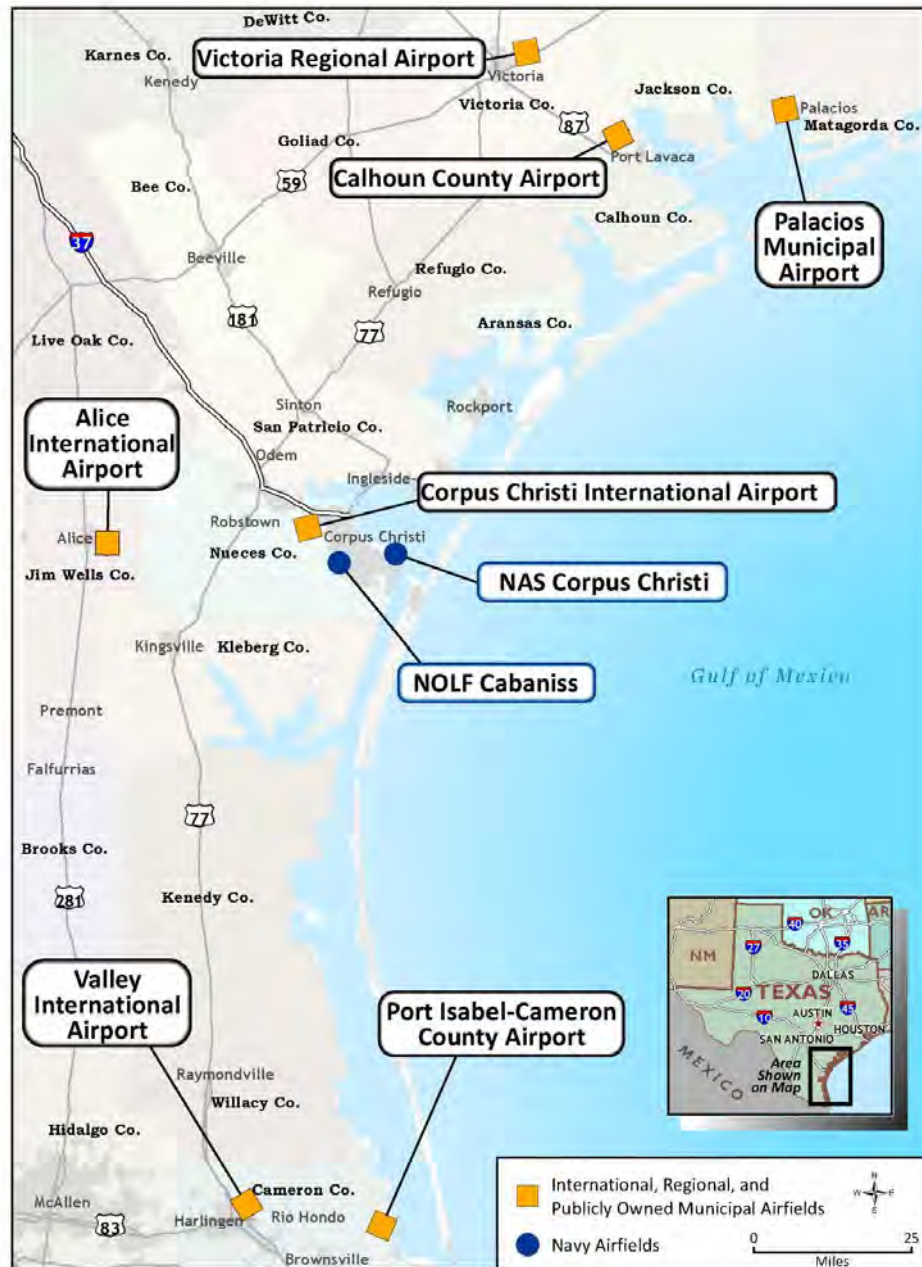 DeWitt Co.
Karnes Co.
Victoria Regional Airport
Kenedy
Victoria
Jackson Co.
Victoria Co.
Palacios
Matagorda Co.
87
Goliad Co.
Port Lavaca
Calhoun County Airport
59
Bee Co.
Calhoun Co.
Palacios
Municipal
Airport
37
Beeville
Refugio Co.
Refugio
181
77
Aransas Co.
Live Oak Co.
Sinton
Rockport
Alice
International
Airport
San Patricio Co.
Odem
Ingleside
Corpus Christi International Airport
Robstown
Corpus Christi
Alice
Nueces Co.
Jim Wells Co.
NAS Corpus Christi
Kingsville
Kleberg Co.
NOLF Cabaniss
Gulf of Mexico
Premont
Falfurrias
77
Brooks Co.
281
Kenedy Co.
OK
AR
40
27
35
NM
DALLAS
20
TEXAS
AUSTIN
45
10
HOUSTON
SAN ANTONIO
MEXICO
Area
Shown
on Map
Valley
International
Airport
Port Isabel-Cameron
County Airport
Raymondville
Willacy Co.
Hidalgo Co.
Cameron Co.
McAllen
83
Harlingen
Rio Hondo
Brownsville
International, Regional, and
Publicly Owned Municipal Airfields
Navy Airfields
N
W
E
S
0
25
Miles